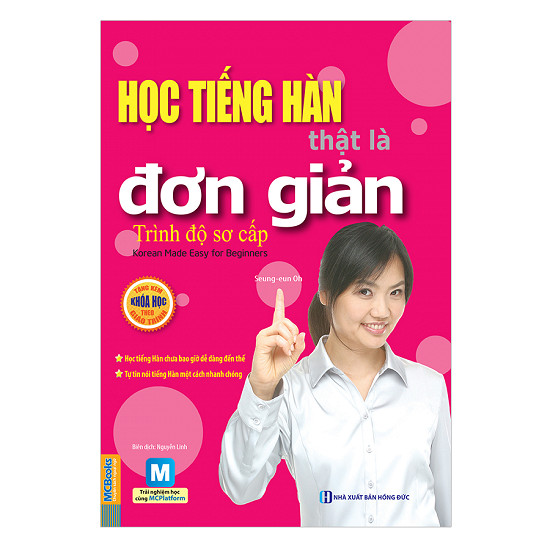 HỌC TIẾNG HÀN
thật là
đơn giản
Trình độ sơ cấp
Korean Made Easy for Beginners
Seung-eun Oh
TẶNG KÈM
KHÓA HỌC
THEO
GIÁO TRÌNH
Học tiếng Hàn chưa bao giờ dễ dàng đến thế
Tự tin nói tiếng Hàn một cách nhanh chóng
Biên dịch: Nguyễn Linh
MCBooks
M
Trải nghiệm học
cùng MCPlatform
NHÀ XUẤT BẢN HỒNG ĐỨC